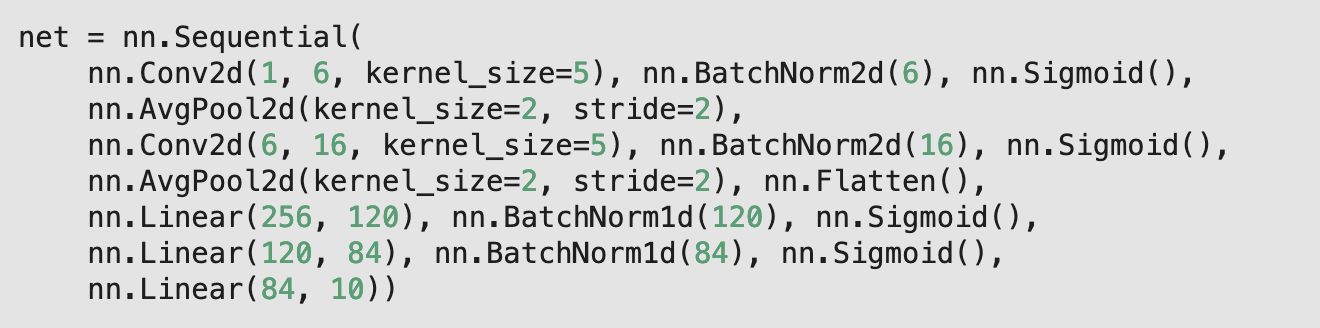 net = nn.Sequential(
    nn.Conv2d(1, 6, kernel_size=5), nn.BatchNorm2d(6), nn.Sigmoid(),
    nn.AvgPool2d(kernel_size=2, stride=2),
    nn.Conv2d(6, 16, kernel_size=5), nn.BatchNorm2d(16), nn.Sigmoid(),
    nn.AvgPool2d(kernel_size=2, stride=2), nn.Flatten(),
    nn.Linear(256, 120), nn.BatchNorm1d(120), nn.Sigmoid(),
    nn.Linear(120, 84), nn.BatchNorm1d(84), nn.Sigmoid(),
    nn.Linear(84, 10))